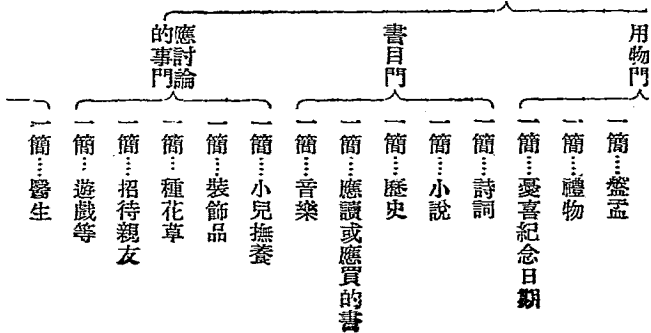 用物門
一簡……盤盂
一簡……禮物
一簡……憂喜紀念日期
書目門
一簡……詩詞
一簡……小說
一簡……歷史
一簡……應讀或應買的書
一簡……音樂
應討論
的事門
一簡……小兒撫養
一簡……裝飾品
一簡……種花草
一簡……招待親友
一簡…遊戲等
一簡……醫生